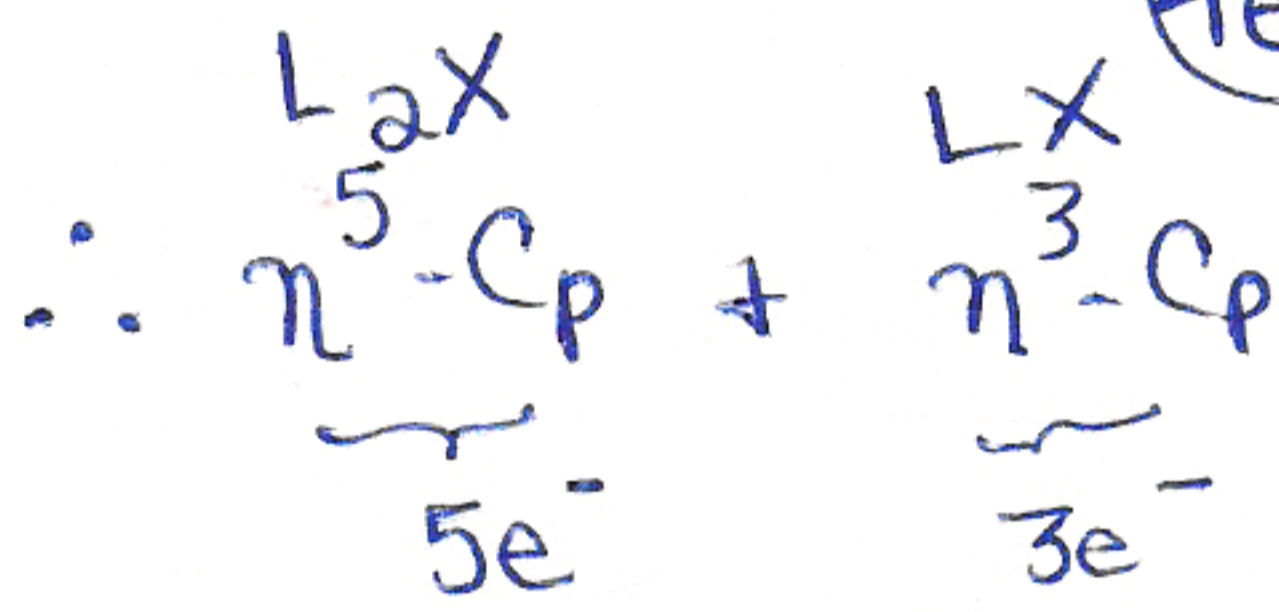 L₂X LX
∴ η⁵-Cp + η³-Cp
5e⁻ 3e⁻